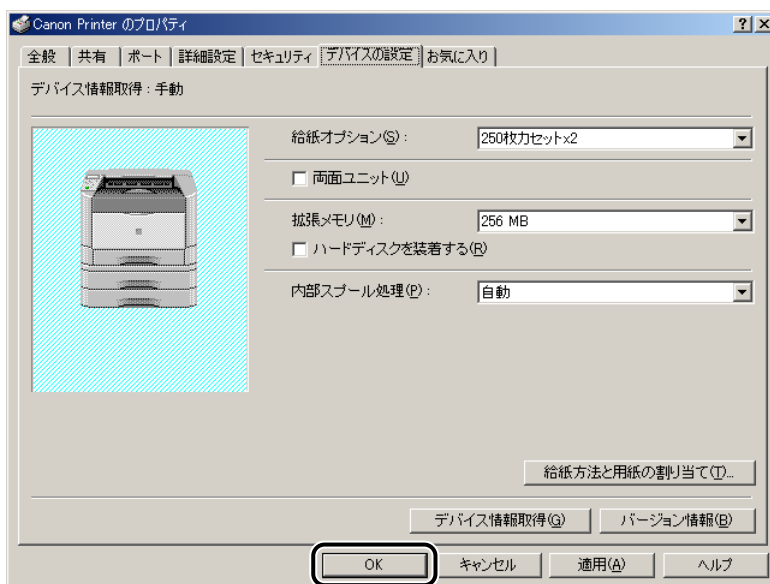 Canon Printer のプロパティ
全般 共有 ポート 詳細設定 セキュリティ デバイスの設定 お気に入り
デバイス情報取得：手動
給紙オプション(S)： 250枚カセットx2
両面ユニット(U)
拡張メモリ(M)： 256 MB
ハードディスクを装着する(R)
内部スプール処理(P)： 自動
給紙方法と用紙の割り当て(T)...
デバイス情報取得(G) バージョン情報(B)
OK キャンセル 適用(A) ヘルプ